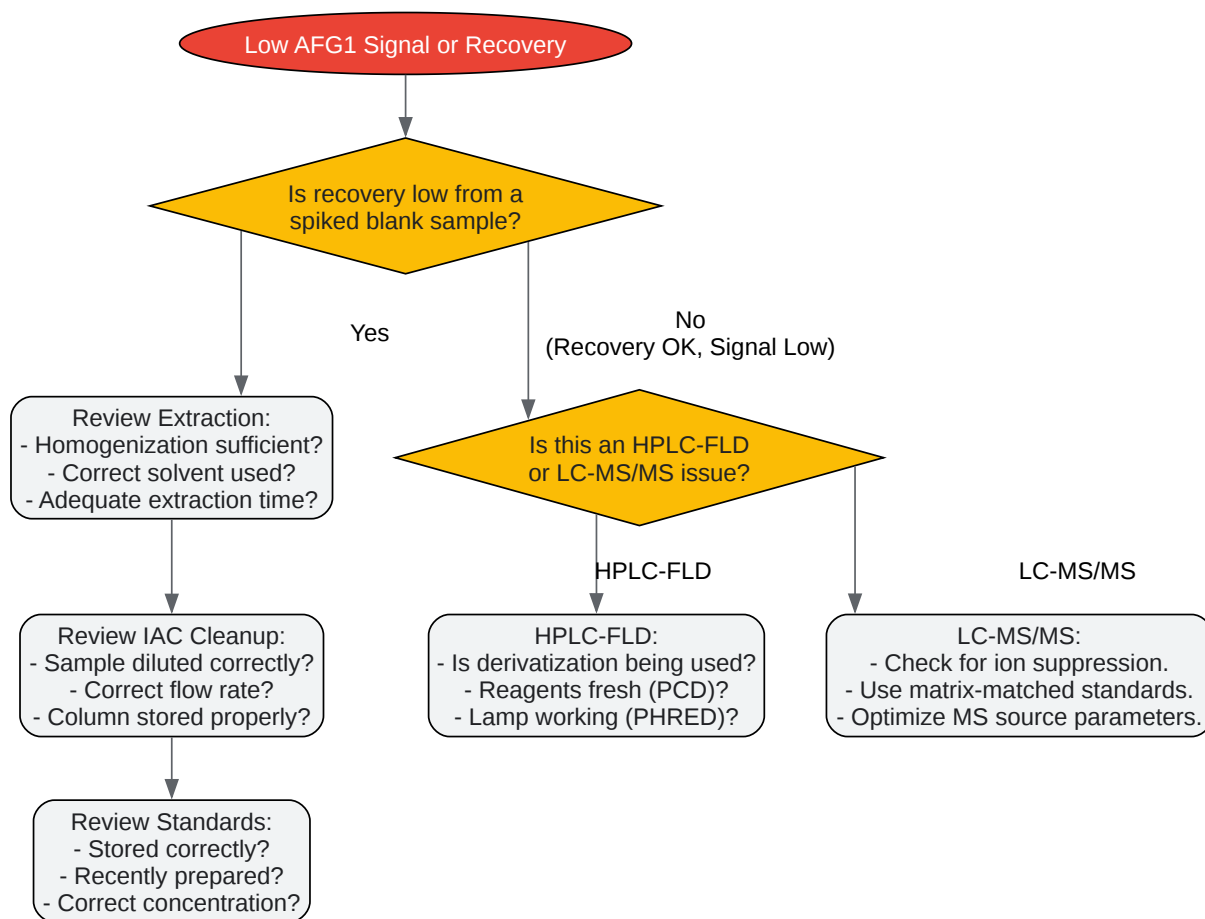 Low AFG1 Signal or Recovery
Is recovery low from a
spiked blank sample?
Yes
No
(Recovery OK, Signal Low)
Review Extraction:
- Homogenization sufficient?
- Correct solvent used?
- Adequate extraction time?
Is this an HPLC-FLD
or LC-MS/MS issue?
HPLC-FLD
LC-MS/MS
Review IAC Cleanup:
- Sample diluted correctly?
- Correct flow rate?
- Column stored properly?
HPLC-FLD:
- Is derivatization being used?
- Reagents fresh (PCD)?
- Lamp working (PHRED)?
LC-MS/MS:
- Check for ion suppression.
- Use matrix-matched standards.
- Optimize MS source parameters.
Review Standards:
- Stored correctly?
- Recently prepared?
- Correct concentration?